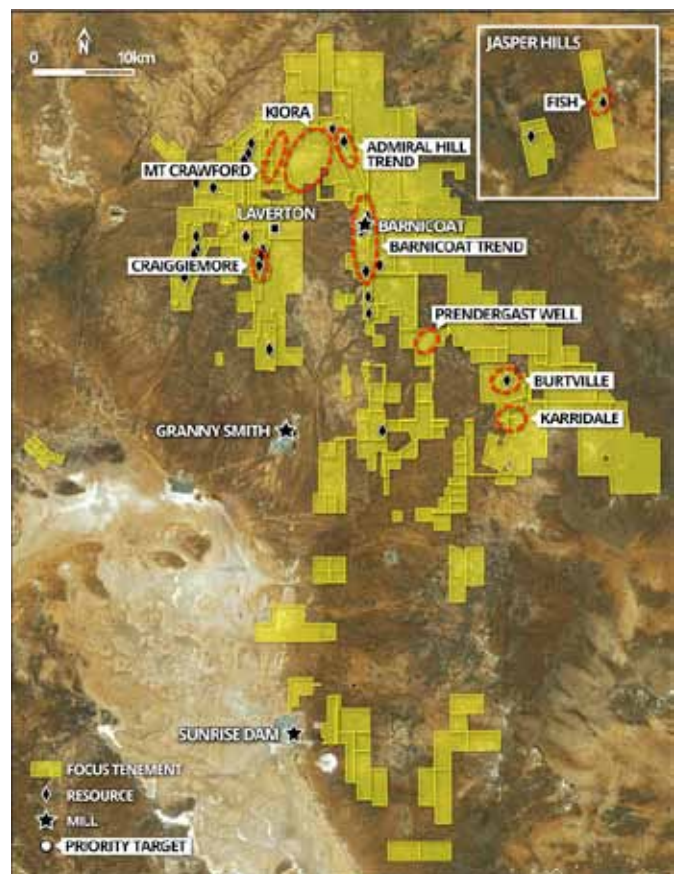 N
0 10km
JASPER HILLS
FISH
KIORA
ADMIRAL HILL
TREND
MT CRAWFORD
LAVERTON
BARNICOAT
BARNICOAT TREND
CRAIGGIEMORE
PRENDERGAST WELL
BURTVILLE
KARRIDALE
GRANNY SMITH
SUNRISE DAM
FOCUS TENEMENT
RESOURCE
MILL
PRIORITY TARGET